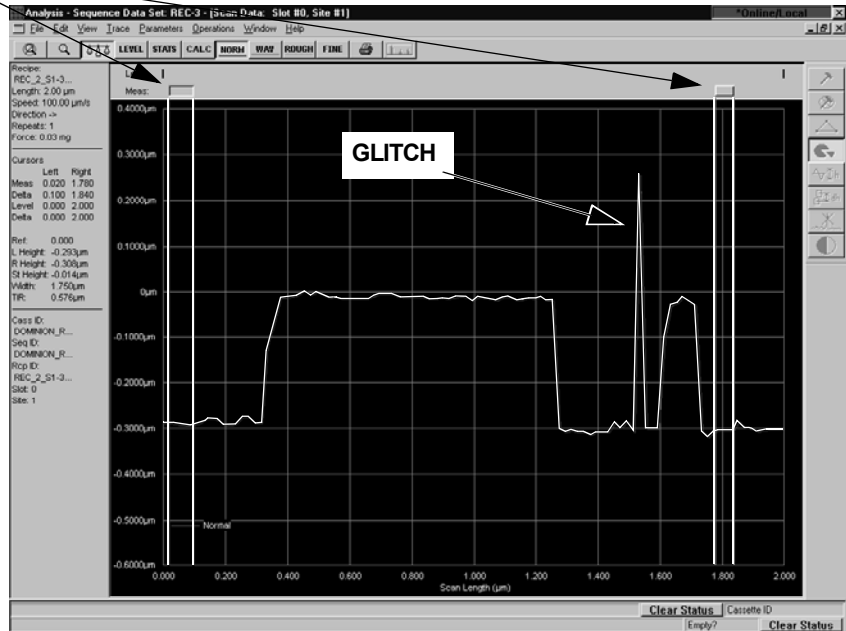 Analysis - Sequence Data Set: REC-3 - [Scan Data: Slot #0, Site #1]
*Online/Local
File Edit View Trace Parameters Operations Window Help
LEVEL STATS CALC NORM WAV ROUGH FINE
Recipe:
REC_2_S1-3...
Length: 2.00 µm
Speed: 100.00 µm/s
Direction ->
Repeats: 1
Force: 0.03 mg
Cursors
Left Right
Meas 0.020 1.780
Delta 0.100 1.840
Level 0.000 2.000
Delta 0.000 2.000
Ref: 0.000
L Height: -0.293µm
R Height: -0.308µm
St Height: -0.014µm
Width: 1.750µm
TIR: 0.576µm
Cass ID:
DOMINION_R...
Seq ID:
DOMINION_R...
Rcp ID:
REC_2_S1-3...
Slot: 0
Site: 1
Meas:
0.4000µm
0.3000µm
0.2000µm
0.1000µm
0µm
-0.1000µm
-0.2000µm
-0.3000µm
-0.4000µm
-0.5000µm
-0.6000µm
GLITCH
Normal
0.000 0.200 0.400 0.600 0.800 1.000 1.200 1.400 1.600 1.800 2.000
Scan Length (µm)
Clear Status Cassette ID
Empty? Clear Status